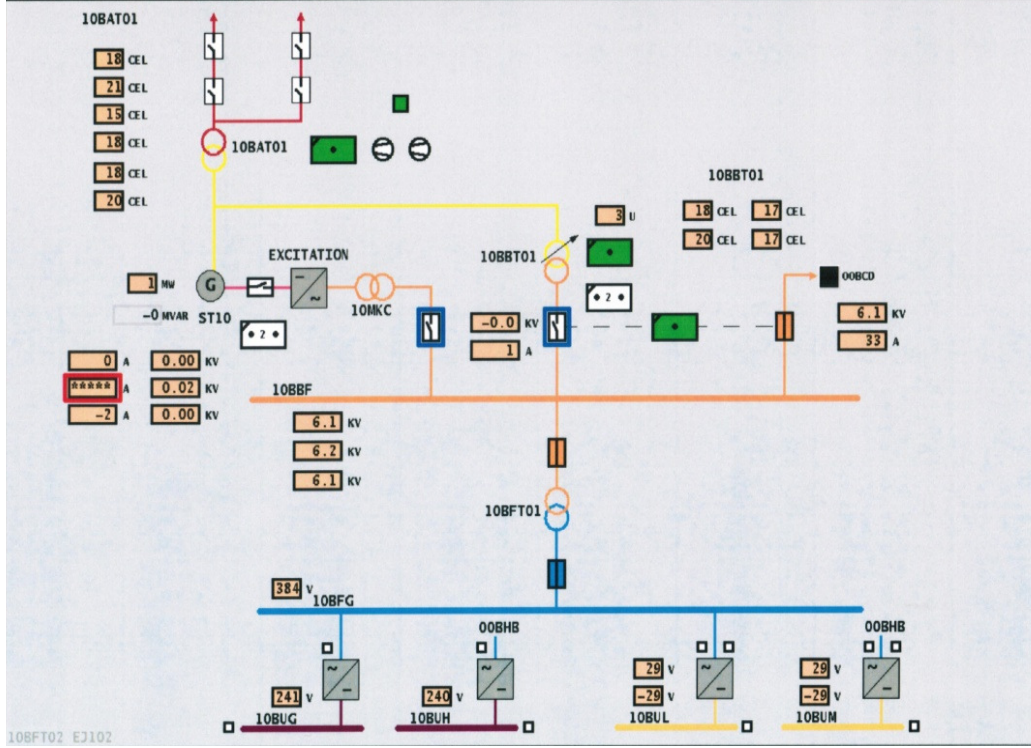 10BAT01
18 CEL
21 CEL
15 CEL
18 CEL
18 CEL
20 CEL
10BAT01
10BBT01
3 U
18 CEL 17 CEL
20 CEL 17 CEL
10BBT01
EXCITATION
00BCD
1 MW
G
-0 MVAR ST10
10MKC
2
2
-0.0 KV
1 A
6.1 KV
33 A
0 A 0.00 KV
***** A 0.02 KV
-2 A 0.00 KV
10BBF
6.1 KV
6.2 KV
6.1 KV
10BFT01
384 V
10BFG
00BHB
00BHB
241 V
240 V
29 V
-29 V
29 V
-29 V
10BUG
10BUH
10BUL
10BUM
10BFT02 EJ102